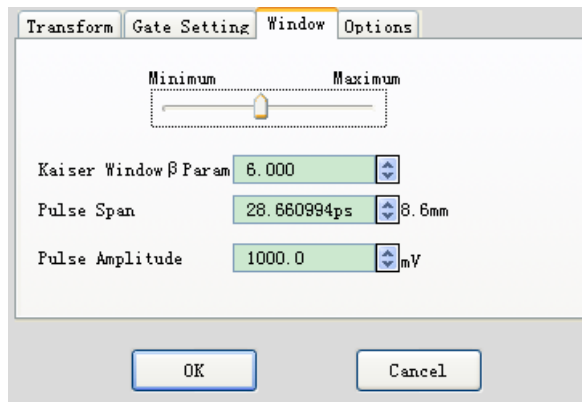 Transform Gate Setting Window Options
Minimum Maximum
Kaiser Window β Param 6.000
Pulse Span 28.660994ps 8.6mm
Pulse Amplitude 1000.0 mV
OK Cancel